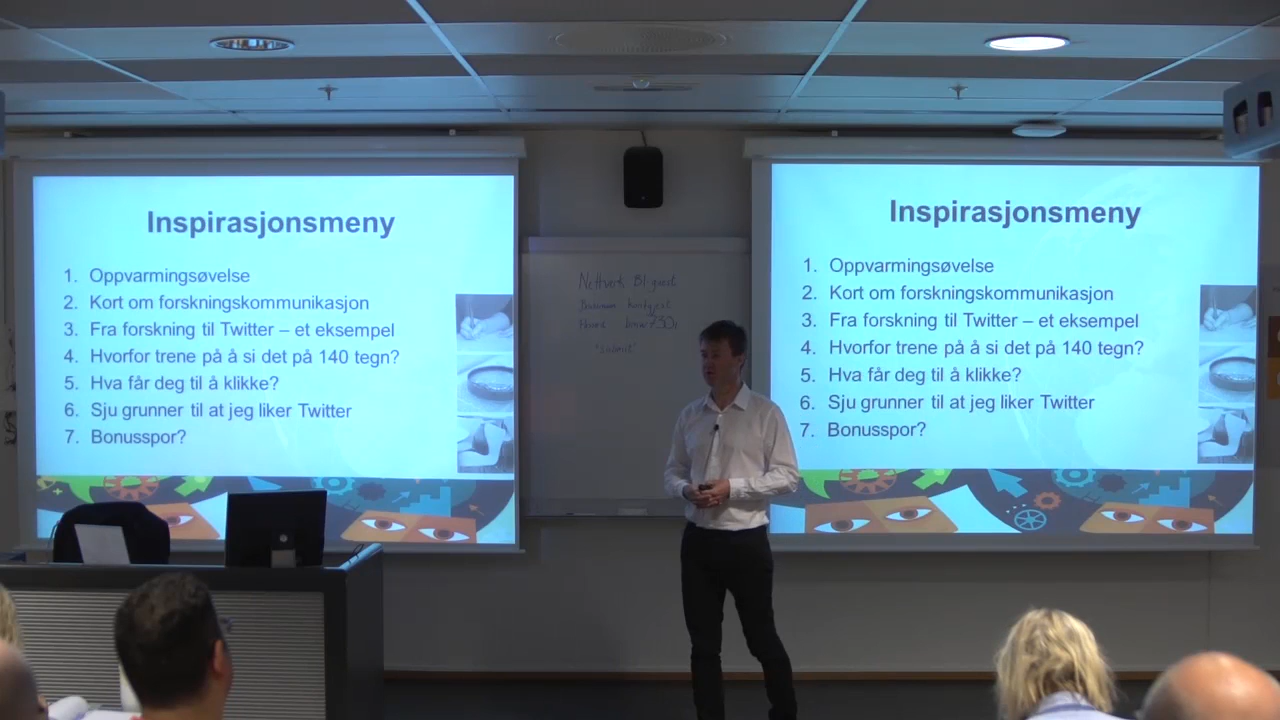 Inspirasjonsmeny
1. Oppvarmingsøvelse
2. Kort om forskningskommunikasjon
3. Fra forskning til Twitter – et eksempel
4. Hvorfor trene på å si det på 140 tegn?
5. Hva får deg til å klikke?
6. Sju grunner til at jeg liker Twitter
7. Bonusspor?
Nettverk BI guest
"submit"
Inspirasjonsmeny
1. Oppvarmingsøvelse
2. Kort om forskningskommunikasjon
3. Fra forskning til Twitter – et eksempel
4. Hvorfor trene på å si det på 140 tegn?
5. Hva får deg til å klikke?
6. Sju grunner til at jeg liker Twitter
7. Bonusspor?